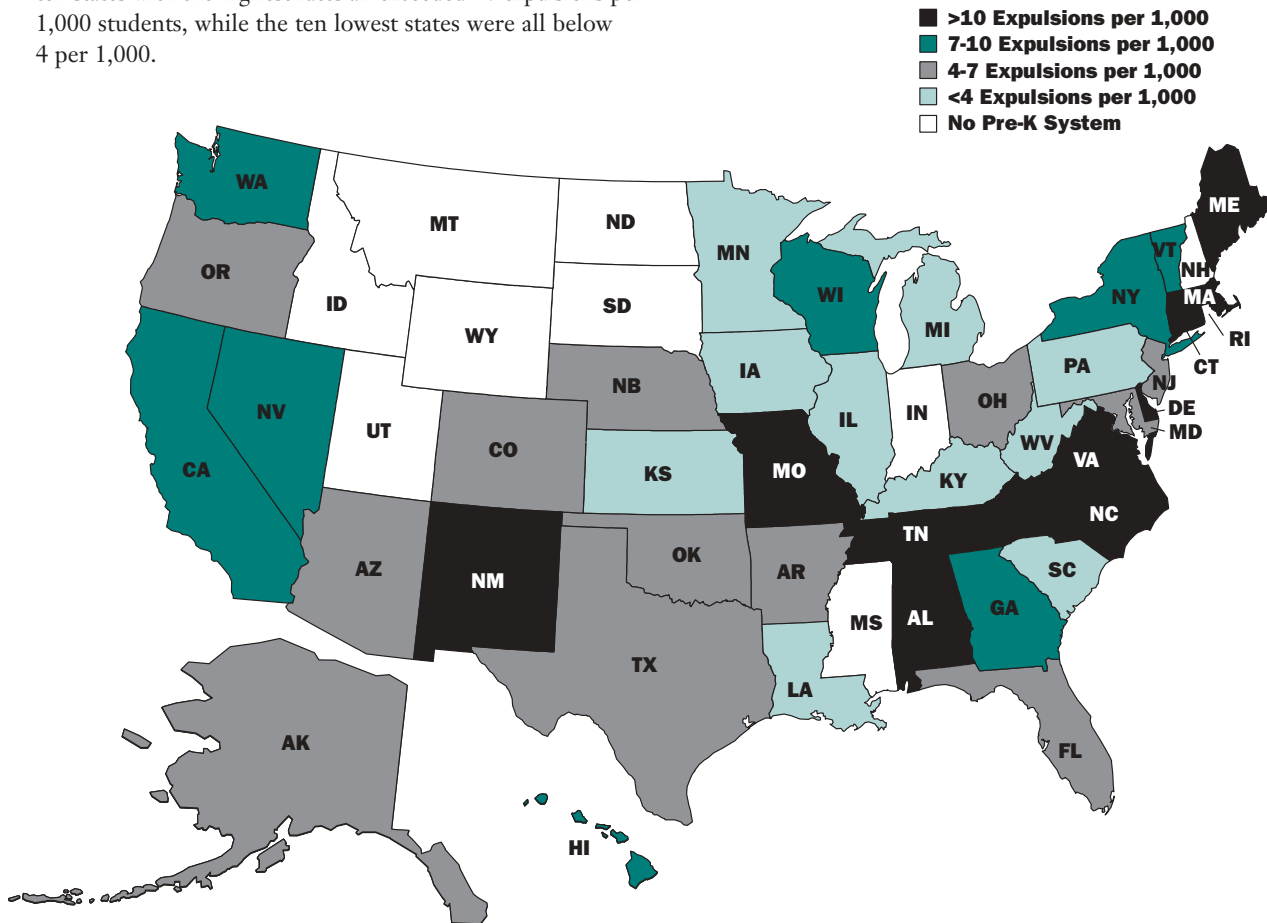 1,000 students, while the ten lowest states were all below
4 per 1,000.
>10 Expulsions per 1,000
7-10 Expulsions per 1,000
4-7 Expulsions per 1,000
<4 Expulsions per 1,000
No Pre-K System
WA
MT
ND
MN
ME
VT
NH
OR
ID
SD
WI
NY
MA
WY
MI
RI
CT
IA
PA
NB
NJ
NV
UT
CO
IL
IN
OH
DE
MD
WV
VA
CA
KS
MO
KY
NC
TN
AZ
NM
OK
AR
SC
MS
AL
GA
TX
LA
AK
FL
HI